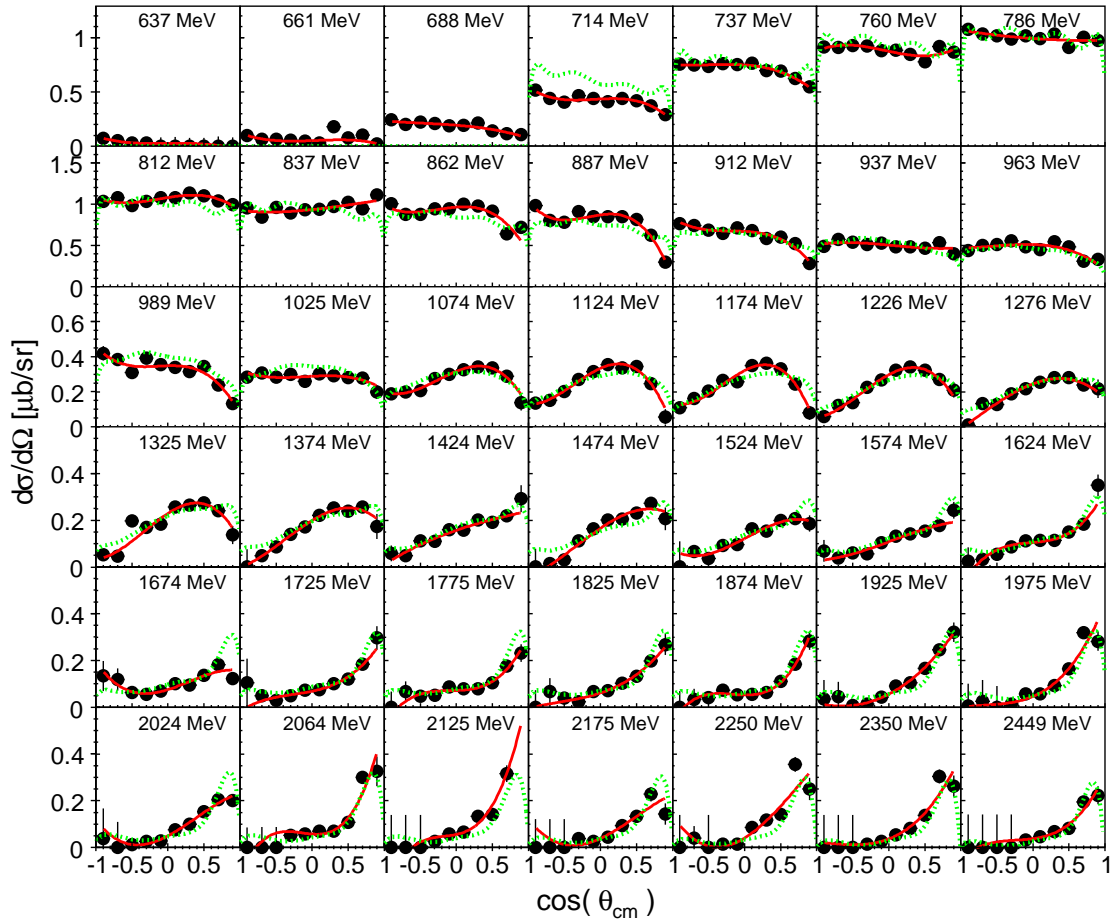 637 MeV 661 MeV 688 MeV 714 MeV 737 MeV 760 MeV 786 MeV
1
0.5
0
812 MeV 837 MeV 862 MeV 887 MeV 912 MeV 937 MeV 963 MeV
1.5
1
0.5
0
989 MeV 1025 MeV 1074 MeV 1124 MeV 1174 MeV 1226 MeV 1276 MeV
0.6
0.4
0.2
0
dσ/dΩ [μb/sr]
1325 MeV 1374 MeV 1424 MeV 1474 MeV 1524 MeV 1574 MeV 1624 MeV
0.4
0.2
0
1674 MeV 1725 MeV 1775 MeV 1825 MeV 1874 MeV 1925 MeV 1975 MeV
0.4
0.2
0
2024 MeV 2064 MeV 2125 MeV 2175 MeV 2250 MeV 2350 MeV 2449 MeV
0.4
0.2
0
-1 -0.5 0 0.5 1 -0.5 0 0.5 1 -0.5 0 0.5 1 -0.5 0 0.5 1 -0.5 0 0.5 1 -0.5 0 0.5 1 -0.5 0 0.5 1
cos( θcm )